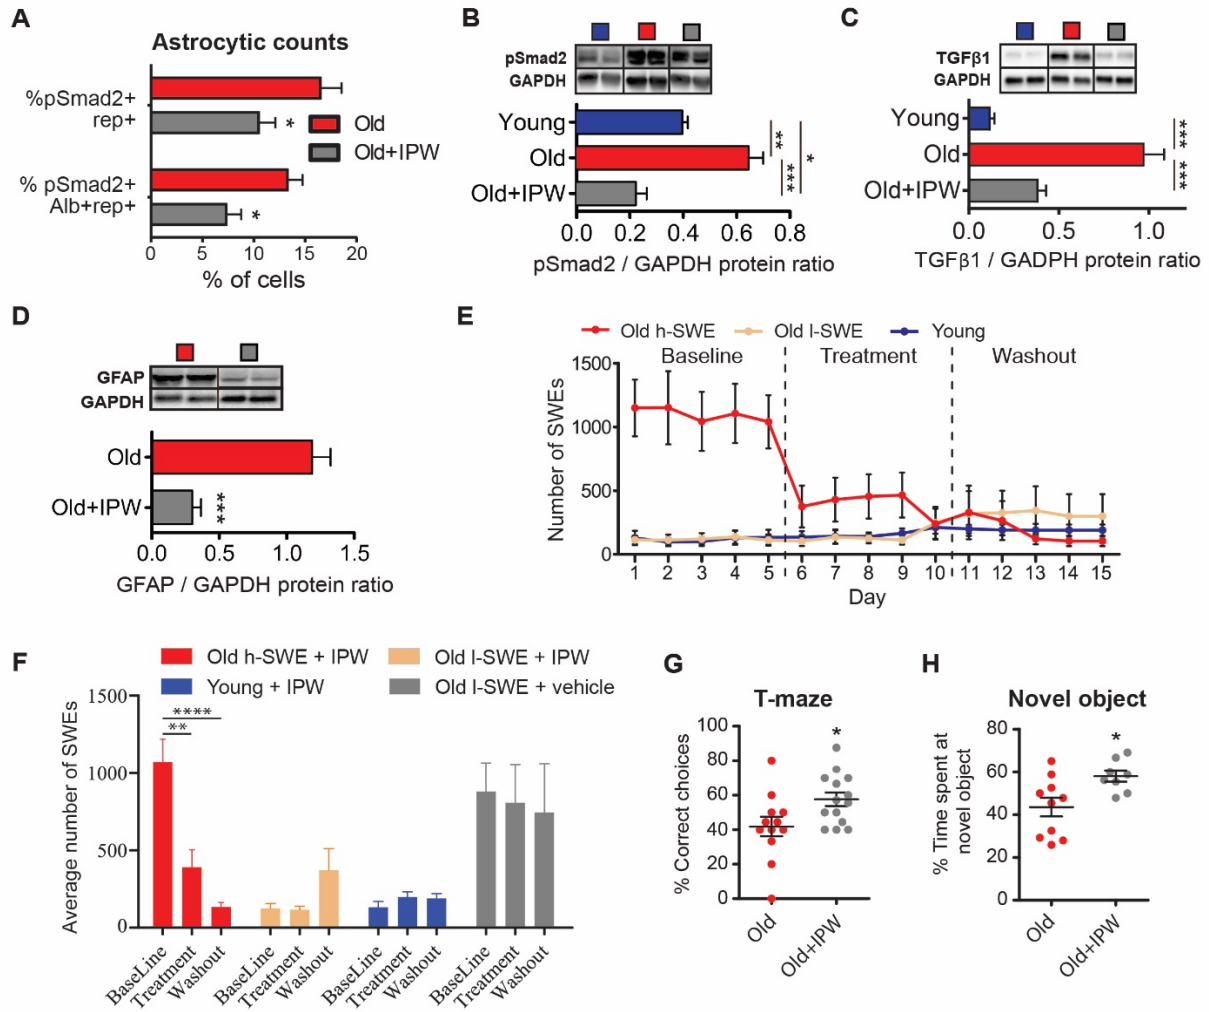 A
Astrocytic counts
%pSmad2+
rep+
*
% pSmad2+
Alb+rep+
*
Old
Old+IPW
0 5 10 15 20
% of cells
B
pSmad2
GAPDH
Young
Old
Old+IPW
**
***
*
0.0 0.2 0.4 0.6 0.8
pSmad2 / GAPDH protein ratio
C
TGFβ1
GAPDH
Young
Old
Old+IPW
***
***
0.0 0.5 1.0
TGFβ1 / GADPH protein ratio
D
GFAP
GAPDH
Old
Old+IPW
***
0.0 0.5 1.0 1.5
GFAP / GAPDH protein ratio
E
Old h-SWE Old l-SWE Young
Baseline Treatment Washout
Number of SWEs
1500
1000
500
0
1 2 3 4 5 6 7 8 9 10 11 12 13 14 15
Day
F
Old h-SWE + IPW Old l-SWE + IPW
Young + IPW Old l-SWE + vehicle
Average number of SWEs
1500
1000
500
0
****
**
BaseLine Treatment Washout BaseLine Treatment Washout BaseLine Treatment Washout BaseLine Treatment Washout
G
T-maze
% Correct choices
100
80
60
40
20
0
*
Old Old+IPW
H
Novel object
% Time spent at
novel object
80
60
40
20
0
*
Old Old+IPW